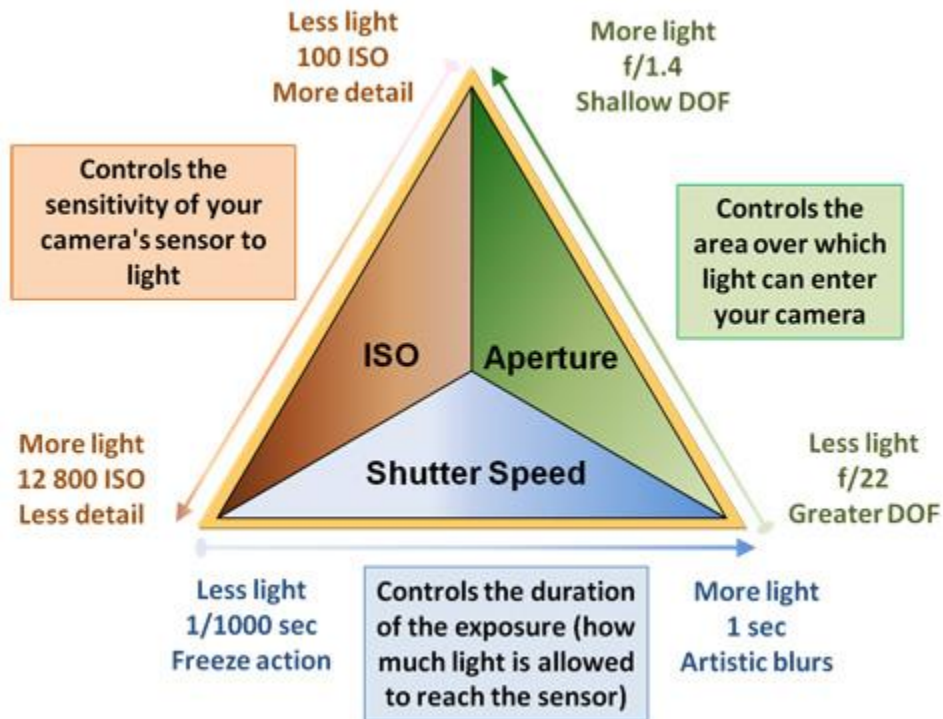 Less light
100 ISO
More detail
More light
f/1.4
Shallow DOF
Controls the
sensitivity of your
camera's sensor to
light
Controls the
area over which
light can enter
your camera
ISO
Aperture
Shutter Speed
More light
12 800 ISO
Less detail
Less light
f/22
Greater DOF
Less light
1/1000 sec
Freeze action
Controls the duration
of the exposure (how
much light is allowed
to reach the sensor)
More light
1 sec
Artistic blurs